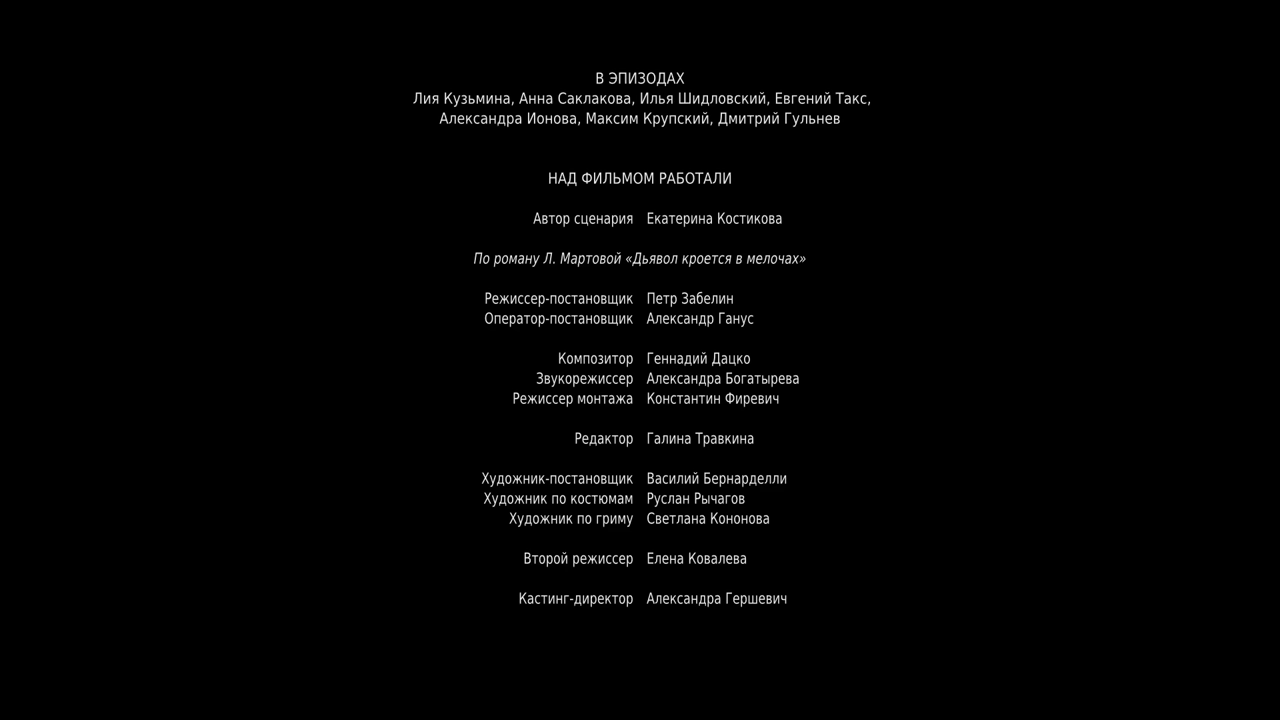 В ЭПИЗОДАХ
Лия Кузьмина, Анна Саклакова, Илья Шидловский, Евгений Такс,
Александра Ионова, Максим Крупский, Дмитрий Гульнев
НАД ФИЛЬМОМ РАБОТАЛИ
Автор сценария Екатерина Костикова
По роману Л. Мартовой «Дьявол кроется в мелочах»
Режиссер-постановщик Петр Забелин
Оператор-постановщик Александр Ганус
Композитор Геннадий Дацко
Звукорежиссер Александра Богатырева
Режиссер монтажа Константин Фиревич
Редактор Галина Травкина
Художник-постановщик Василий Бернарделли
Художник по костюмам Руслан Рычагов
Художник по гриму Светлана Кононова
Второй режиссер Елена Ковалева
Кастинг-директор Александра Гершевич